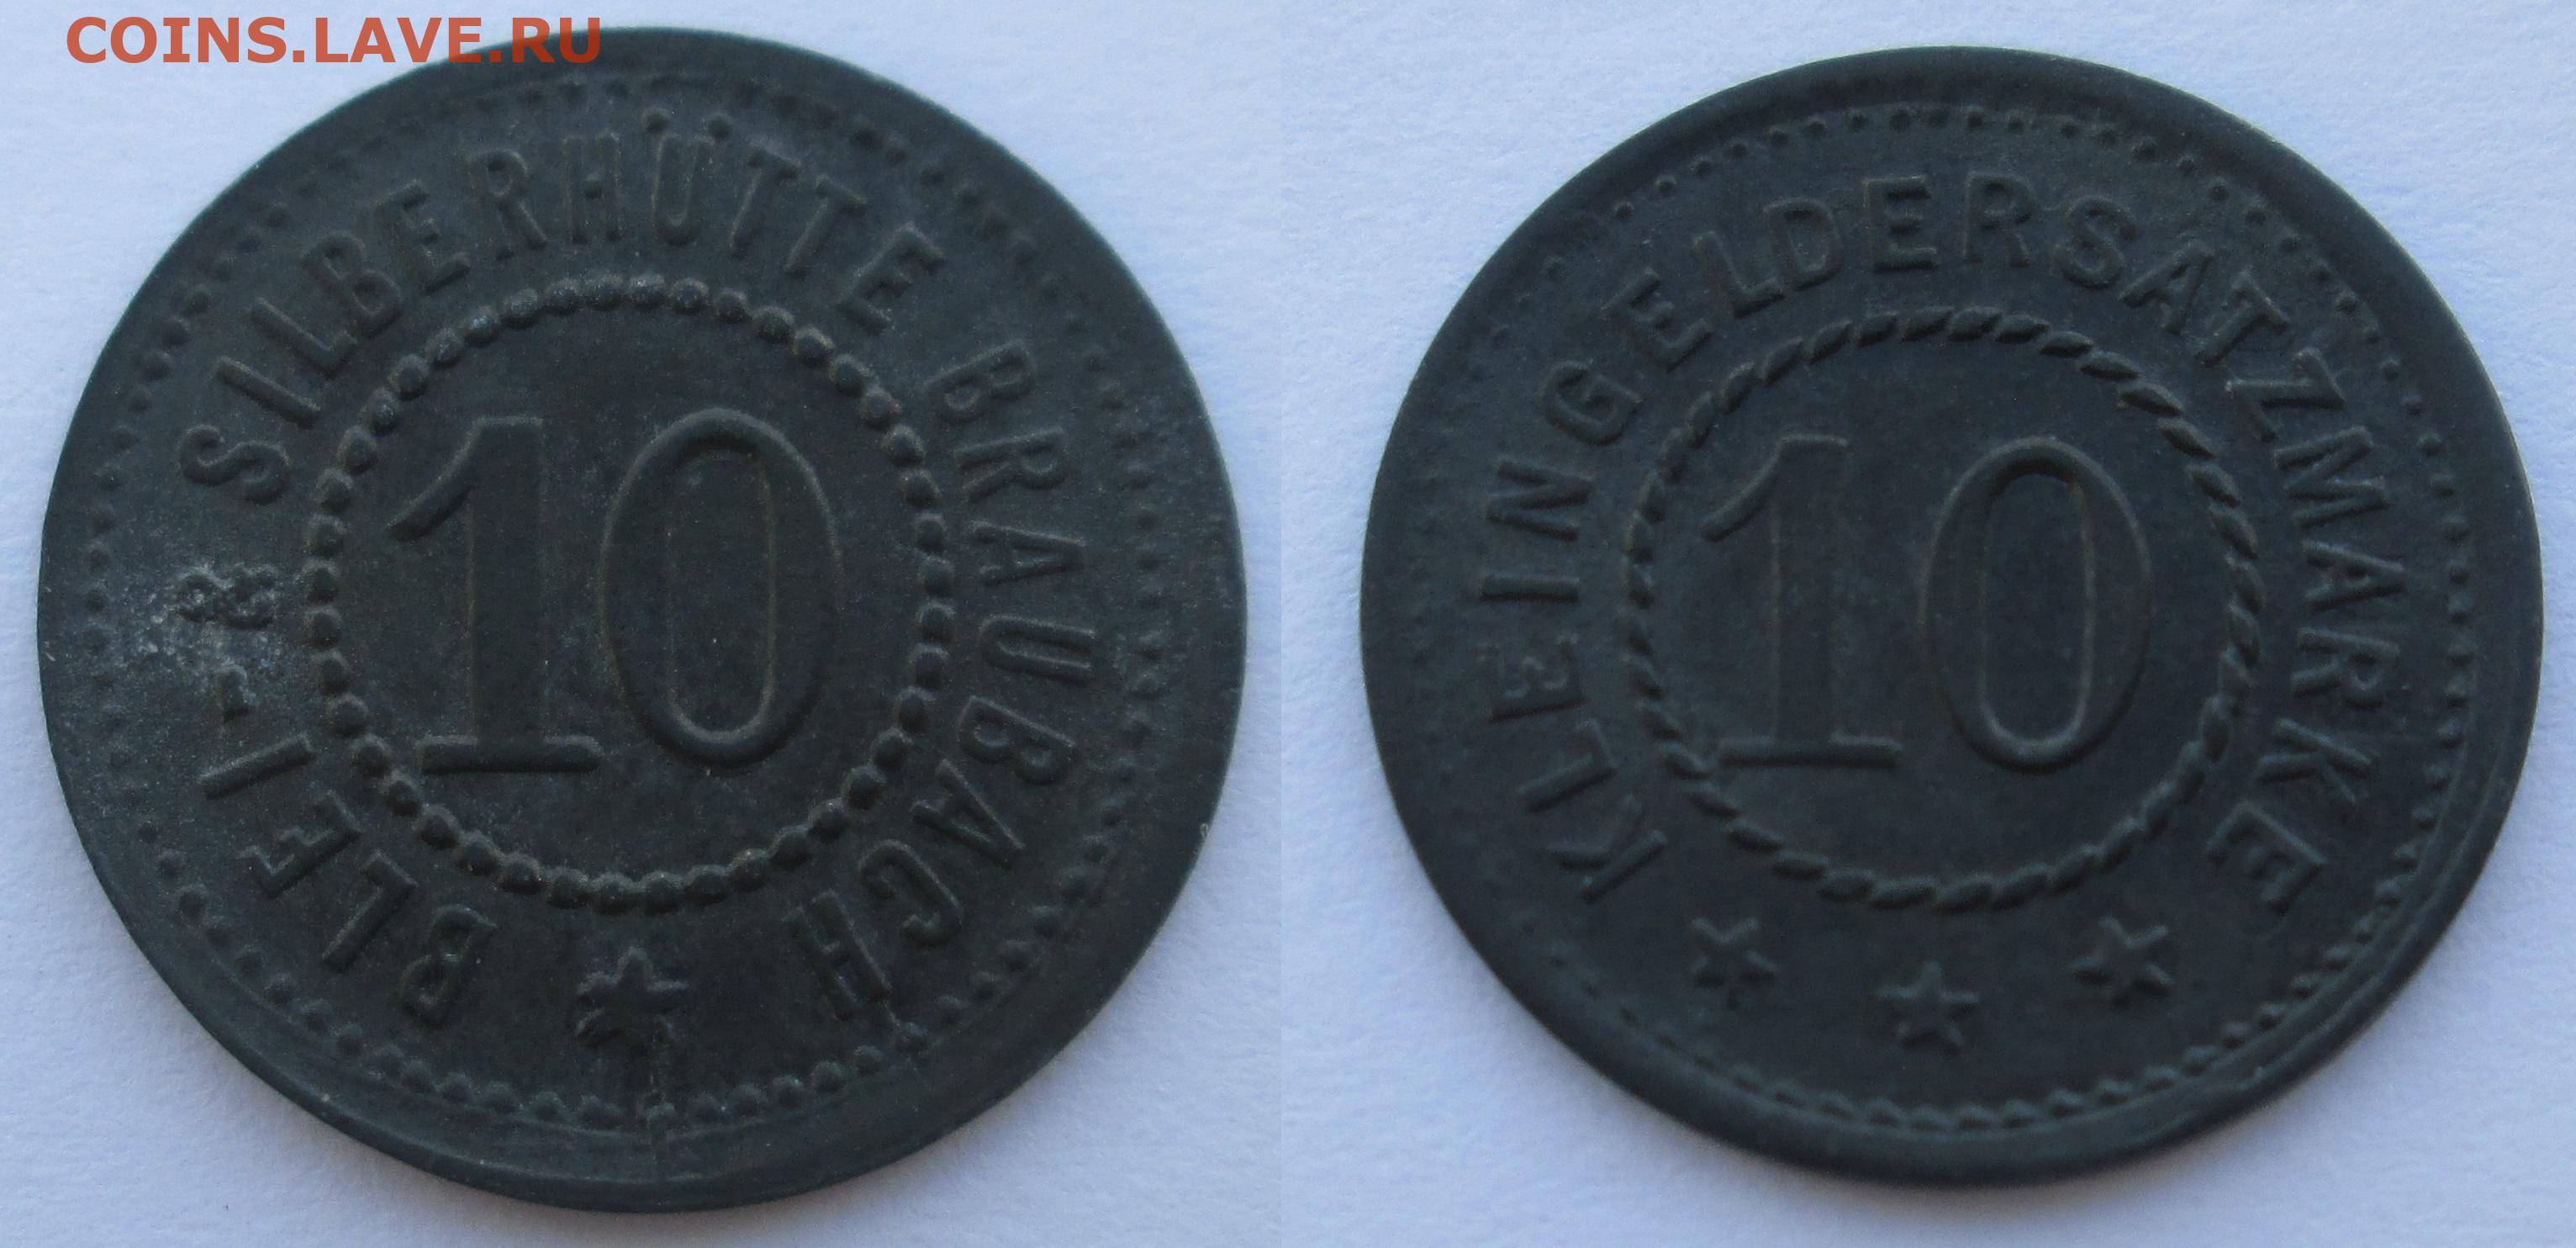 COINS.LAVE.RU
BLEI- & SILBERHÜTTE BRAUBACH
10
KLEINGELDERSATZMARKE
10